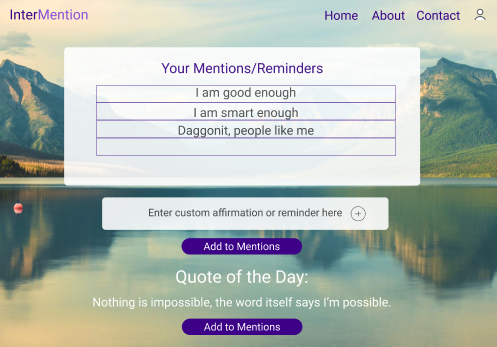 InterMention
Home About Contact
Your Mentions/Reminders
I am good enough
I am smart enough
Daggonit, people like me
Enter custom affirmation or reminder here
Add to Mentions
Quote of the Day:
Nothing is impossible, the word itself says I'm possible.
Add to Mentions